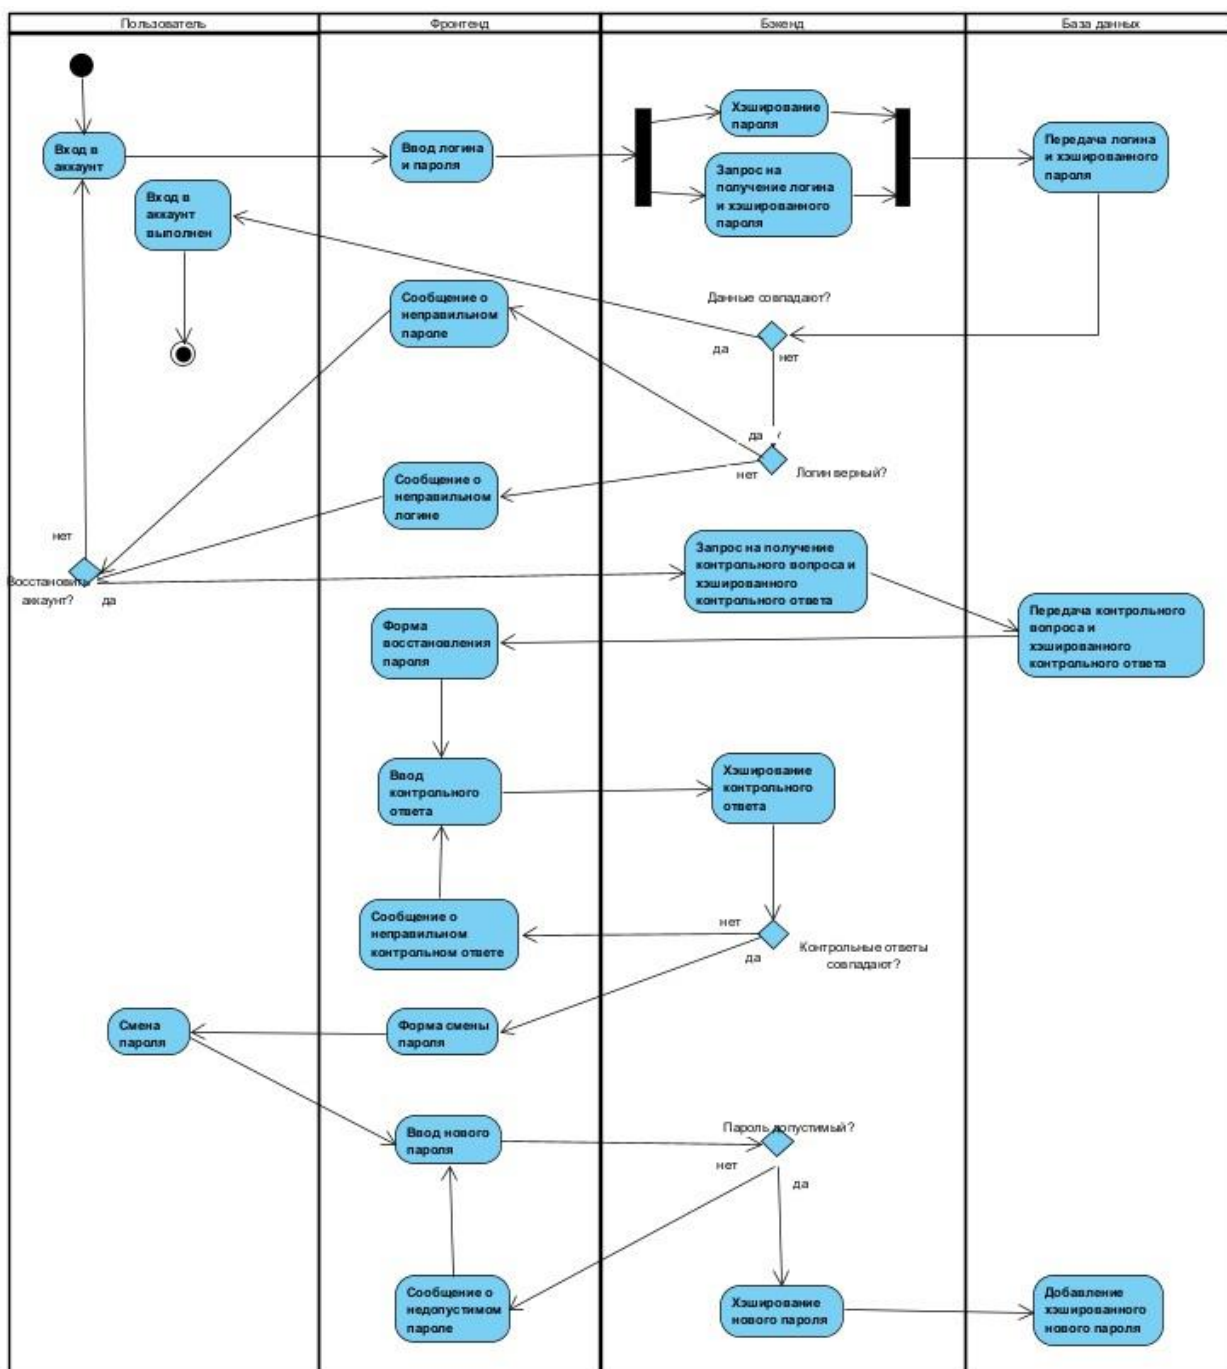 Пользователь
Фронтенд
Бэкенд
База данных
Вход в
аккаунт
Ввод логина
и пароля
Хэширование
пароля
Запрос на
получение логина
и хэшированного
пароля
Передача логина
и хэшированного
пароля
Вход в
аккаунт
выполнен
Сообщение о
неправильном
пароле
Данные совпадают?
да
нет
да
нет
Логин верный?
Сообщение о
неправильном
логине
нет
Восстановить
аккаунт?
да
Запрос на получение
контрольного вопроса и
хэшированного
контрольного ответа
Передача контрольного
вопроса и
хэшированного
контрольного ответа
Форма
восстановления
пароля
Ввод
контрольного
ответа
Хэширование
контрольного
ответа
Сообщение о
неправильном
контрольном ответе
нет
да
Контрольные ответы
совпадают?
Смена
пароля
Форма смены
пароля
Ввод нового
пароля
Пароль допустимый?
нет
да
Сообщение о
недопустимом
пароле
Хэширование
нового пароля
Добавление
хэшированного
нового пароля